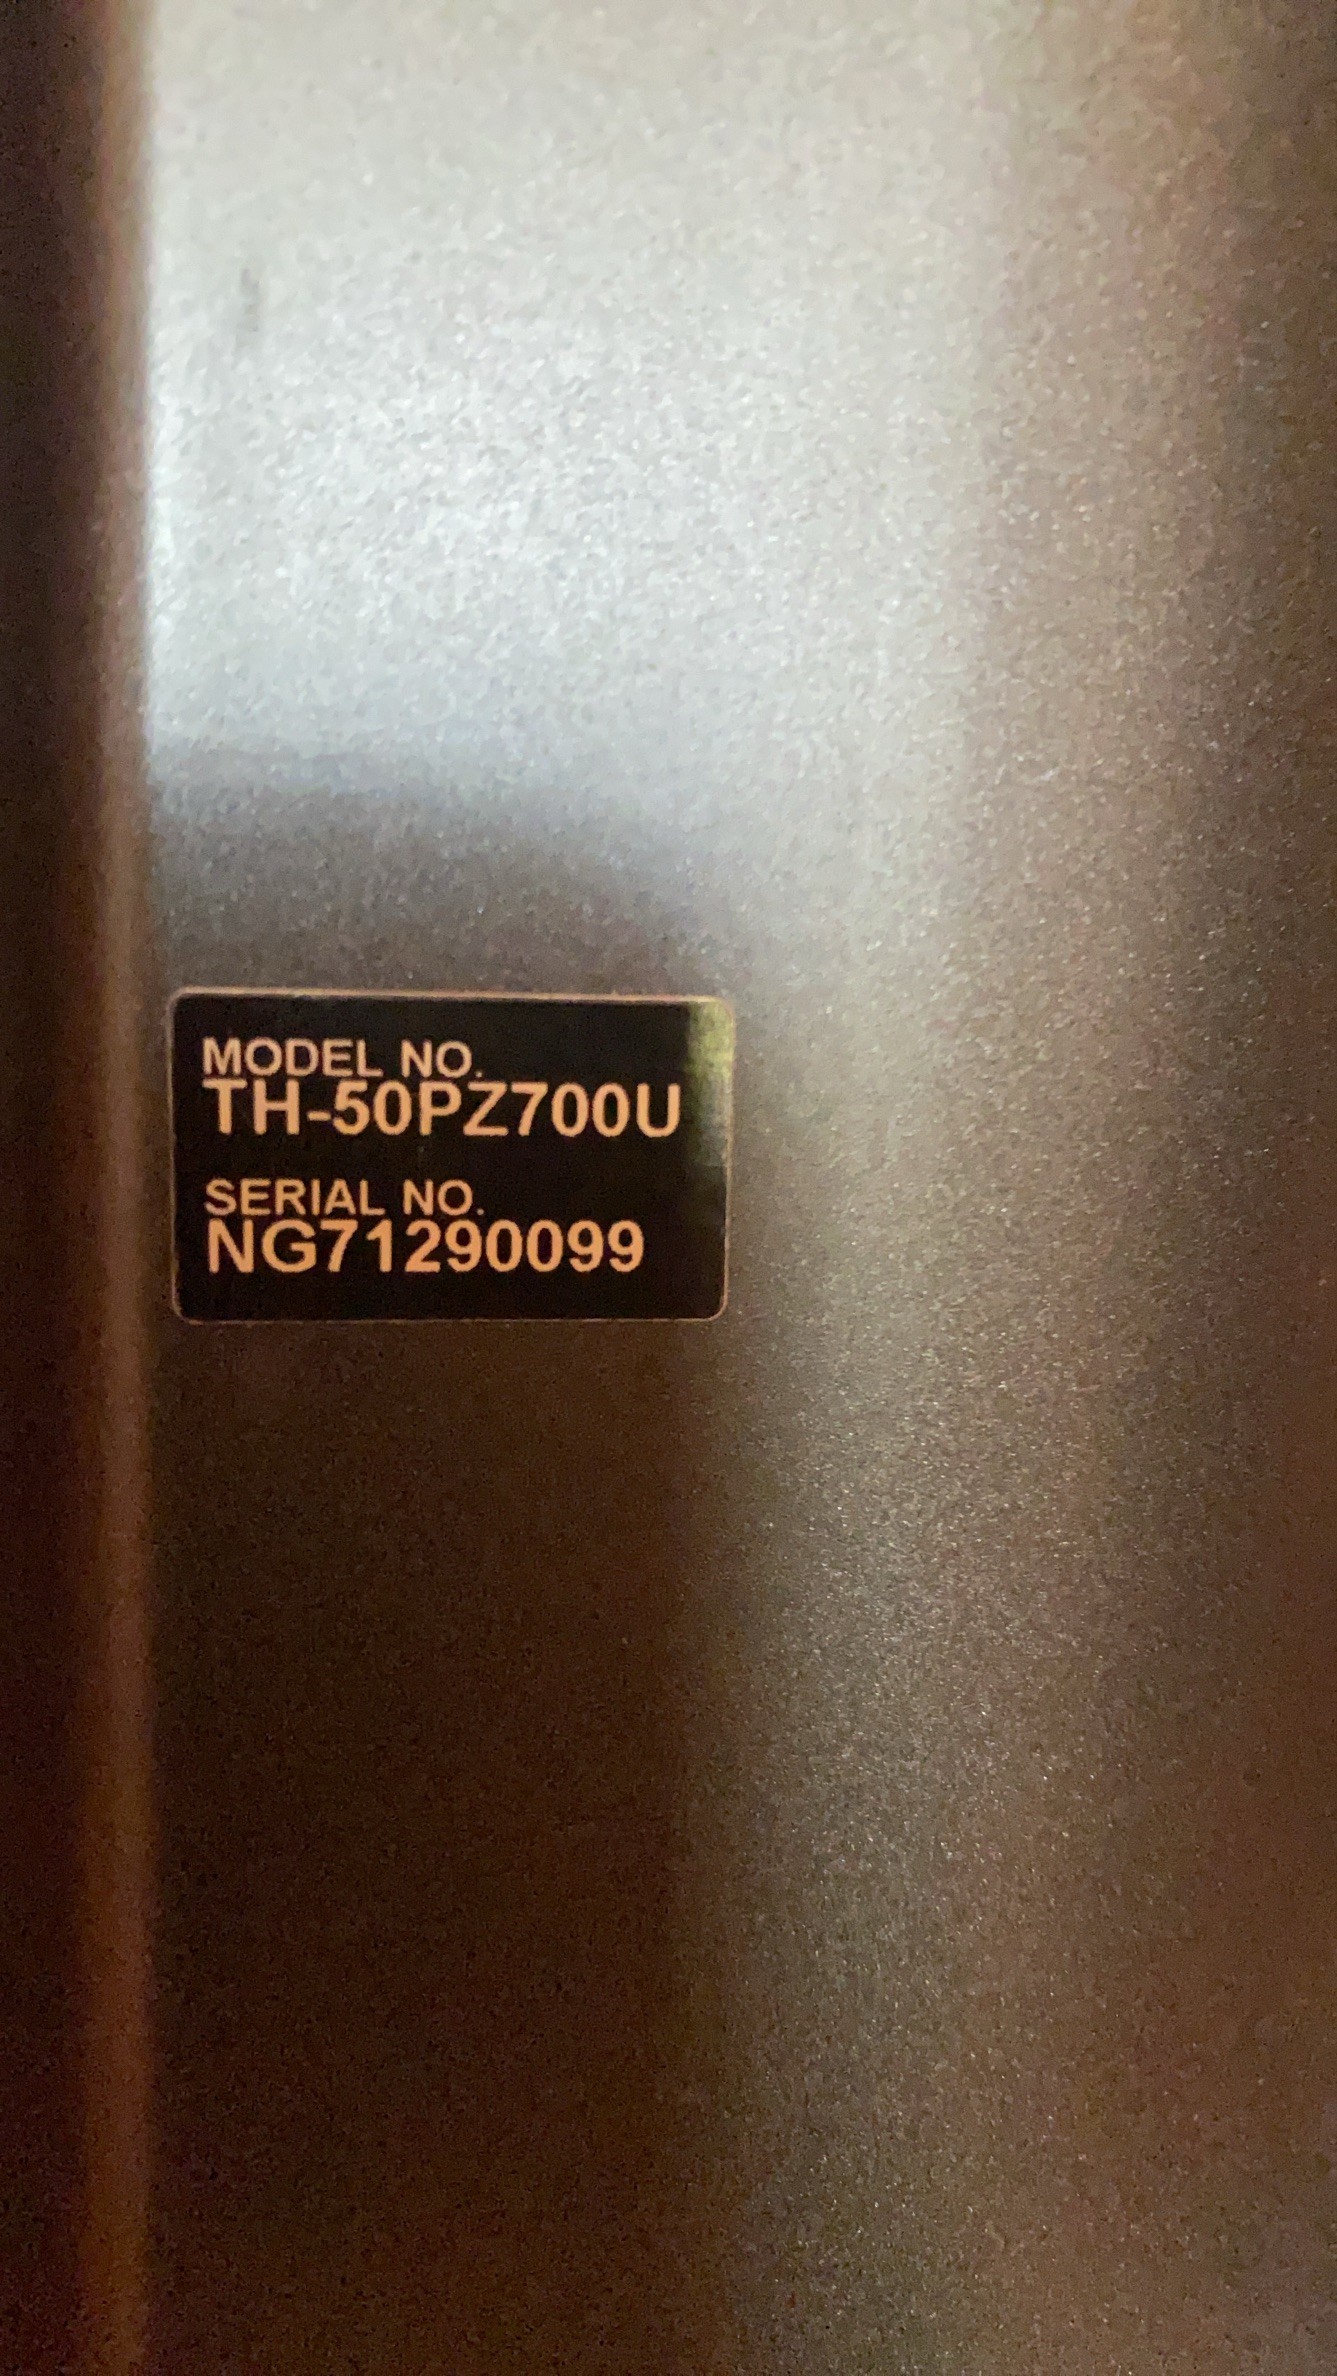 MODEL NO.
TH-50PZ700U
SERIAL NO.
NG71290099